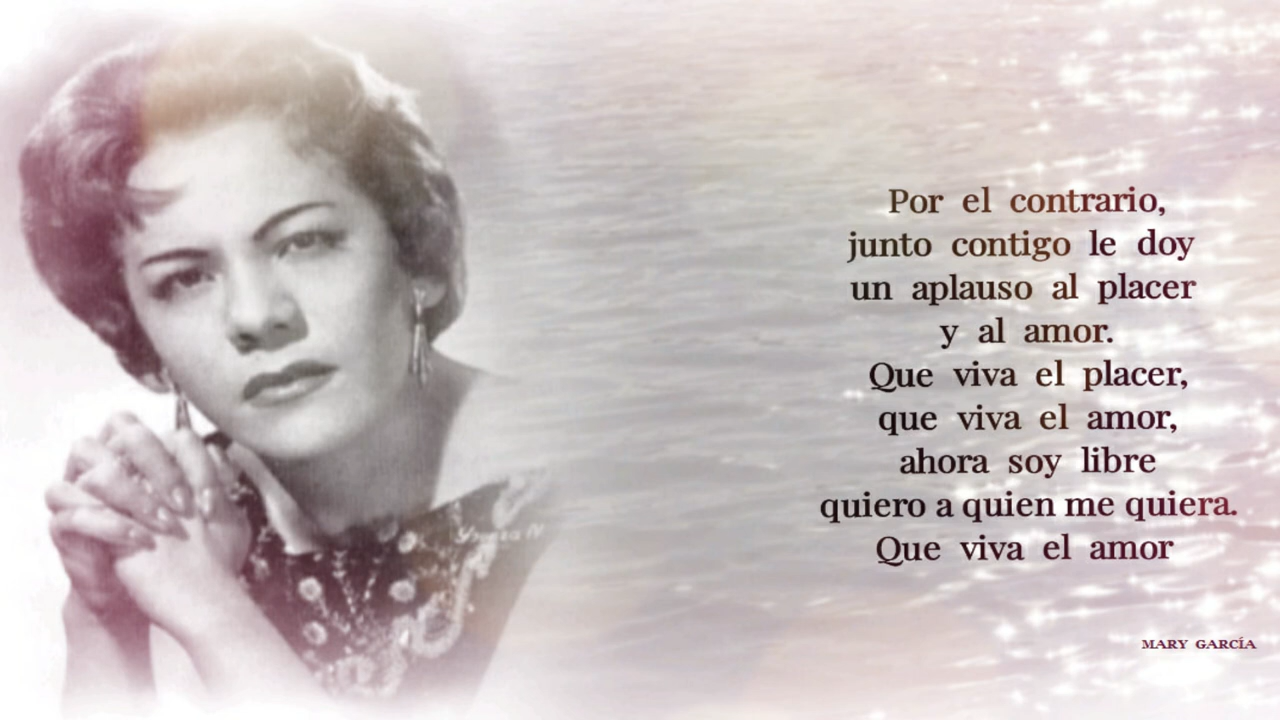 Por el contrario,
junto contigo le doy
un aplauso al placer
y al amor.
Que viva el placer,
que viva el amor,
ahora soy libre
quiero a quien me quiera.
Que viva el amor
MARY GARCÍA